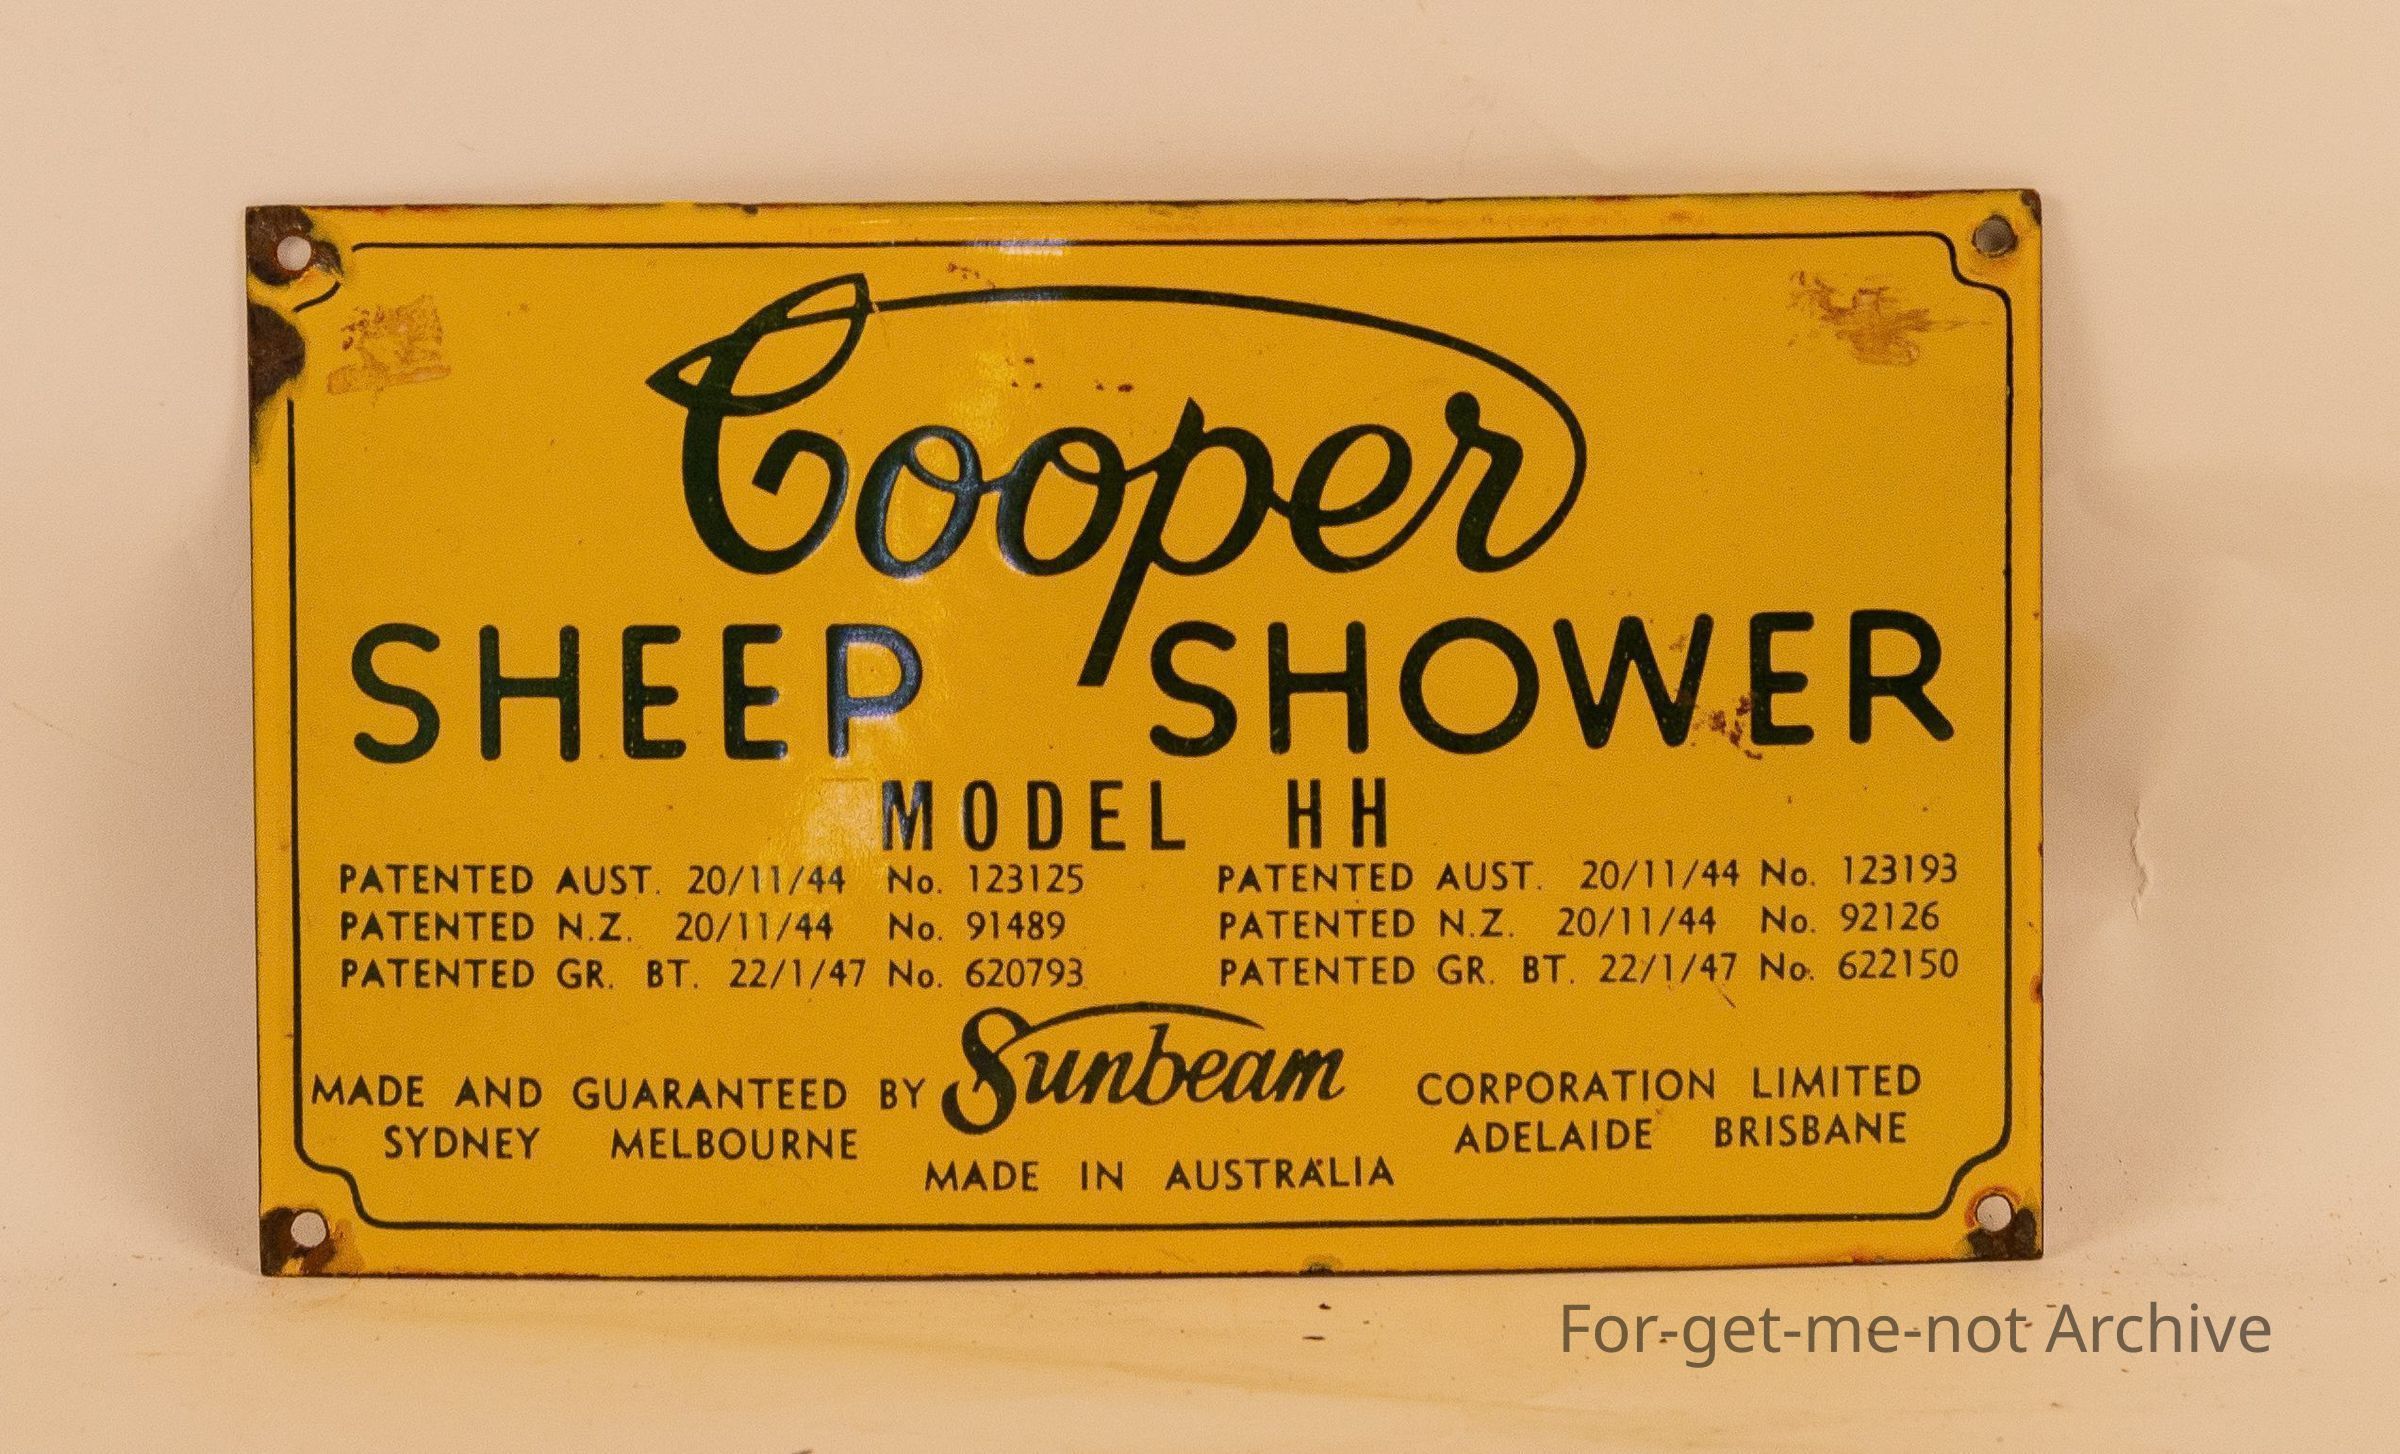 Cooper
SHEEP SHOWER
MODEL HH
PATENTED AUST. 20/11/44 No. 123125
PATENTED N.Z. 20/11/44 No. 91489
PATENTED GR. BT. 22/1/47 No. 620793
PATENTED AUST. 20/11/44 No. 123193
PATENTED N.Z. 20/11/44 No. 92126
PATENTED GR. BT. 22/1/47 No. 622150
MADE AND GUARANTEED BY Sunbeam CORPORATION LIMITED
SYDNEY MELBOURNE ADELAIDE BRISBANE
MADE IN AUSTRALIA
For-get-me-not Archive